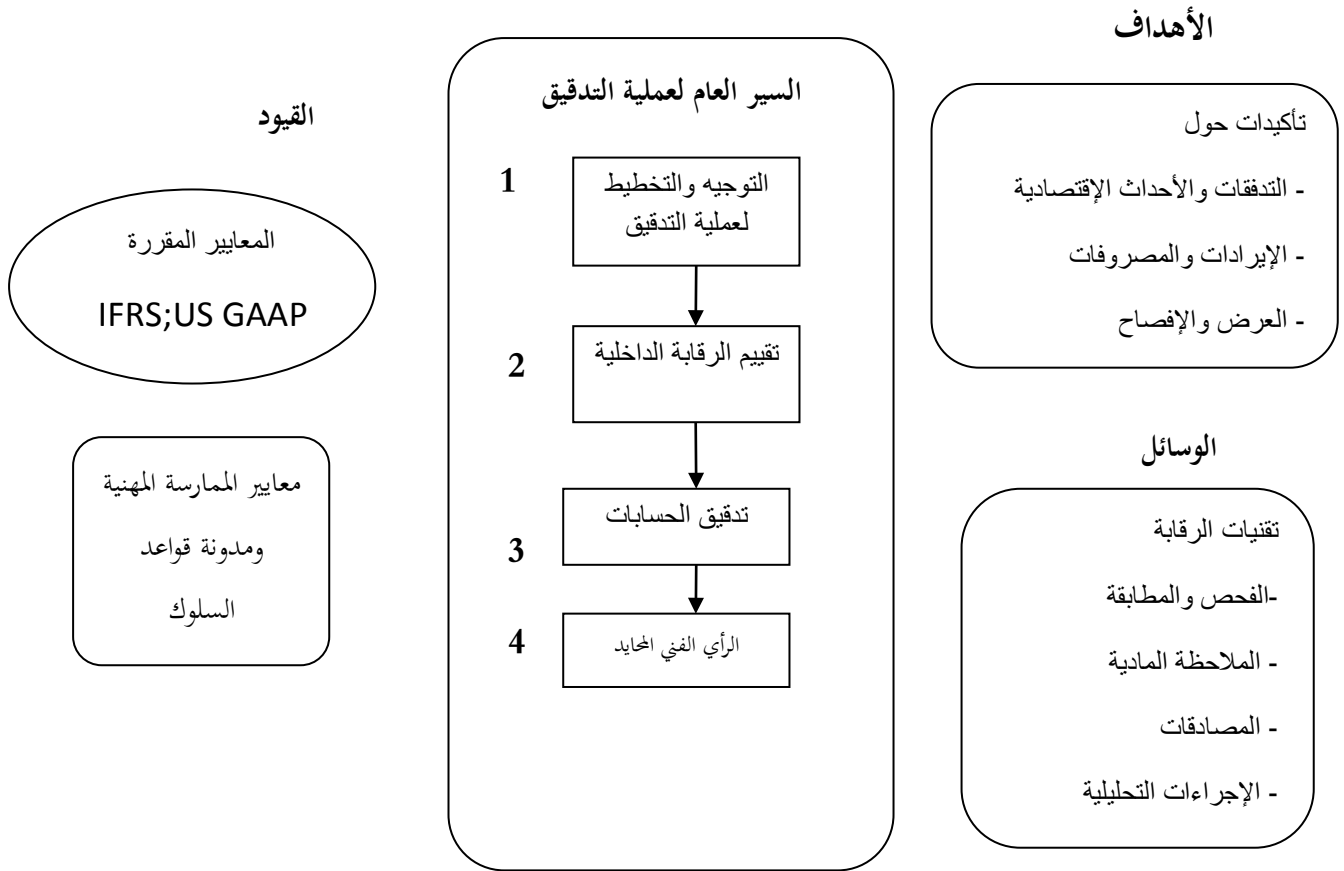 الأهداف
تأكيدات حول
- التدفقات والأحداث الإقتصادية
- الإيرادات والمصروفات
- العرض والإفصاح
الوسائل
تقنيات الرقابة
-الفحص والمطابقة
- الملاحظة المادية
- المصادقات
- الإجراءات التحليلية
السير العام لعملية التدقيق
1
التوجيه والتخطيط
لعملية التدقيق
2
تقييم الرقابة الداخلية
3
تدقيق الحسابات
4
الرأي الفني المحايد
القيود
المعايير المقررة
IFRS;US GAAP
معايير الممارسة المهنية
ومدونة قواعد
السلوك